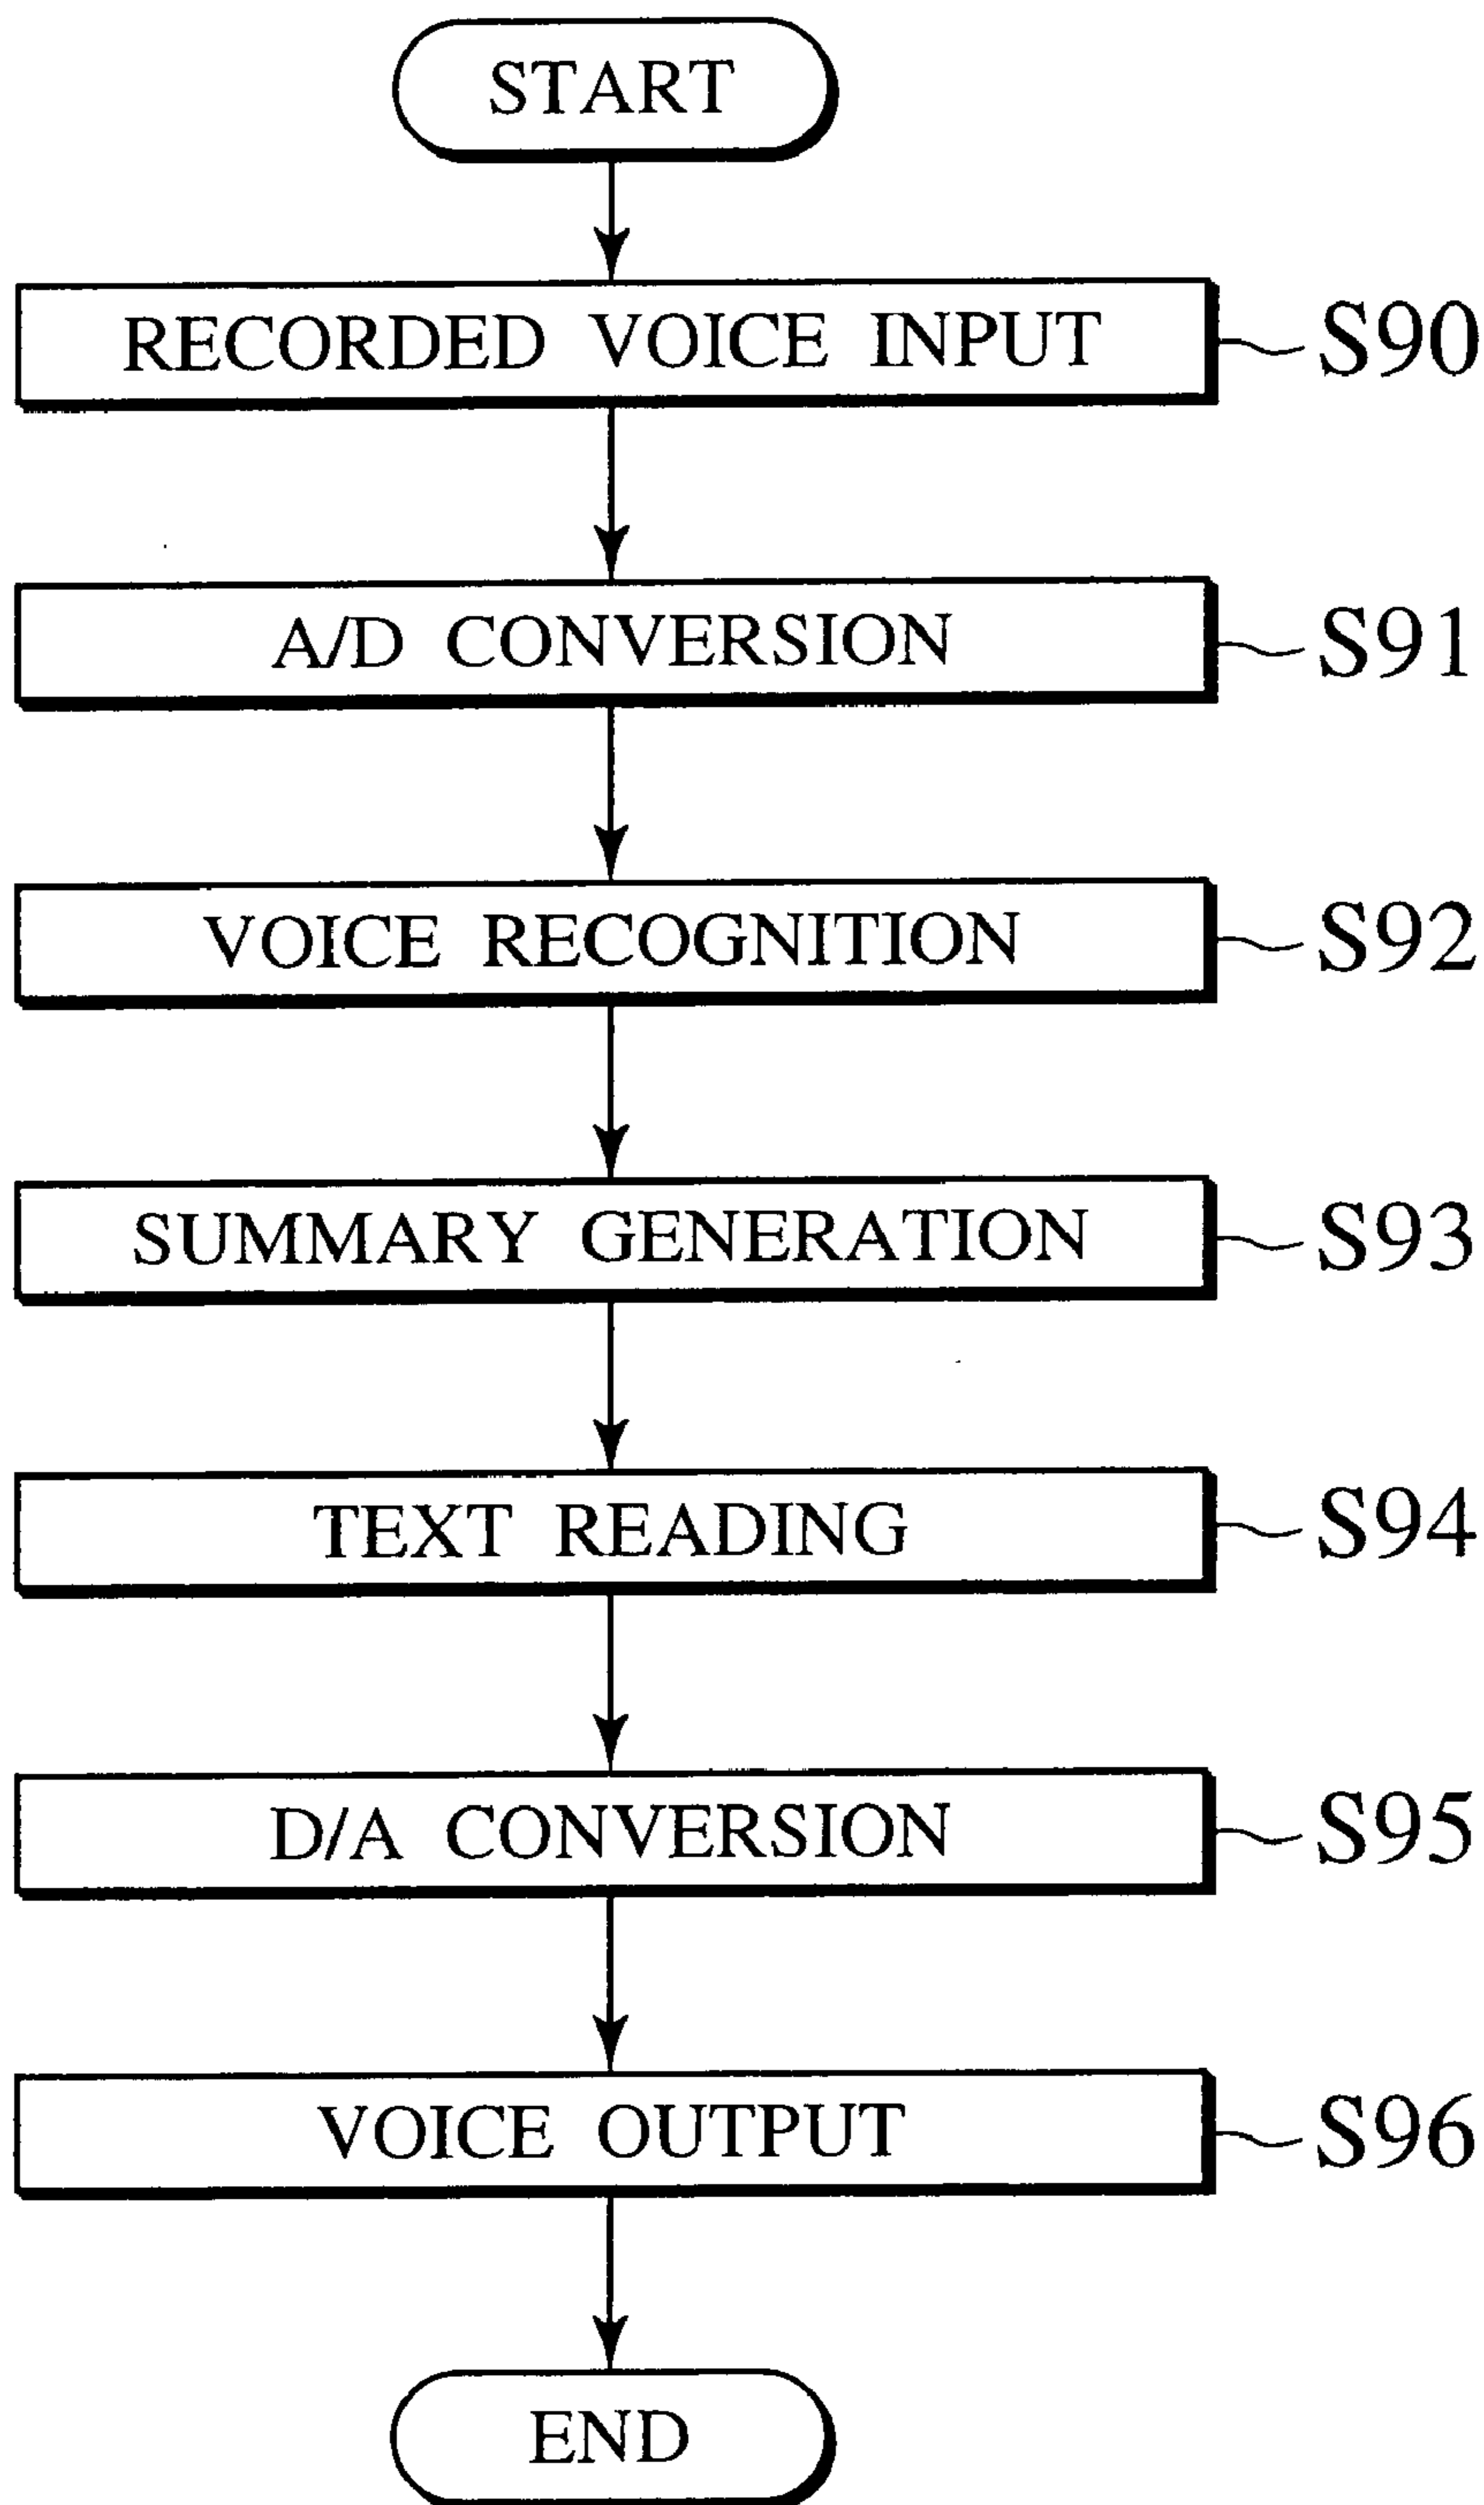 START
RECORDED VOICE INPUT S90
A/D CONVERSION S91
VOICE RECOGNITION S92
SUMMARY GENERATION S93
TEXT READING S94
D/A CONVERSION S95
VOICE OUTPUT S96
END